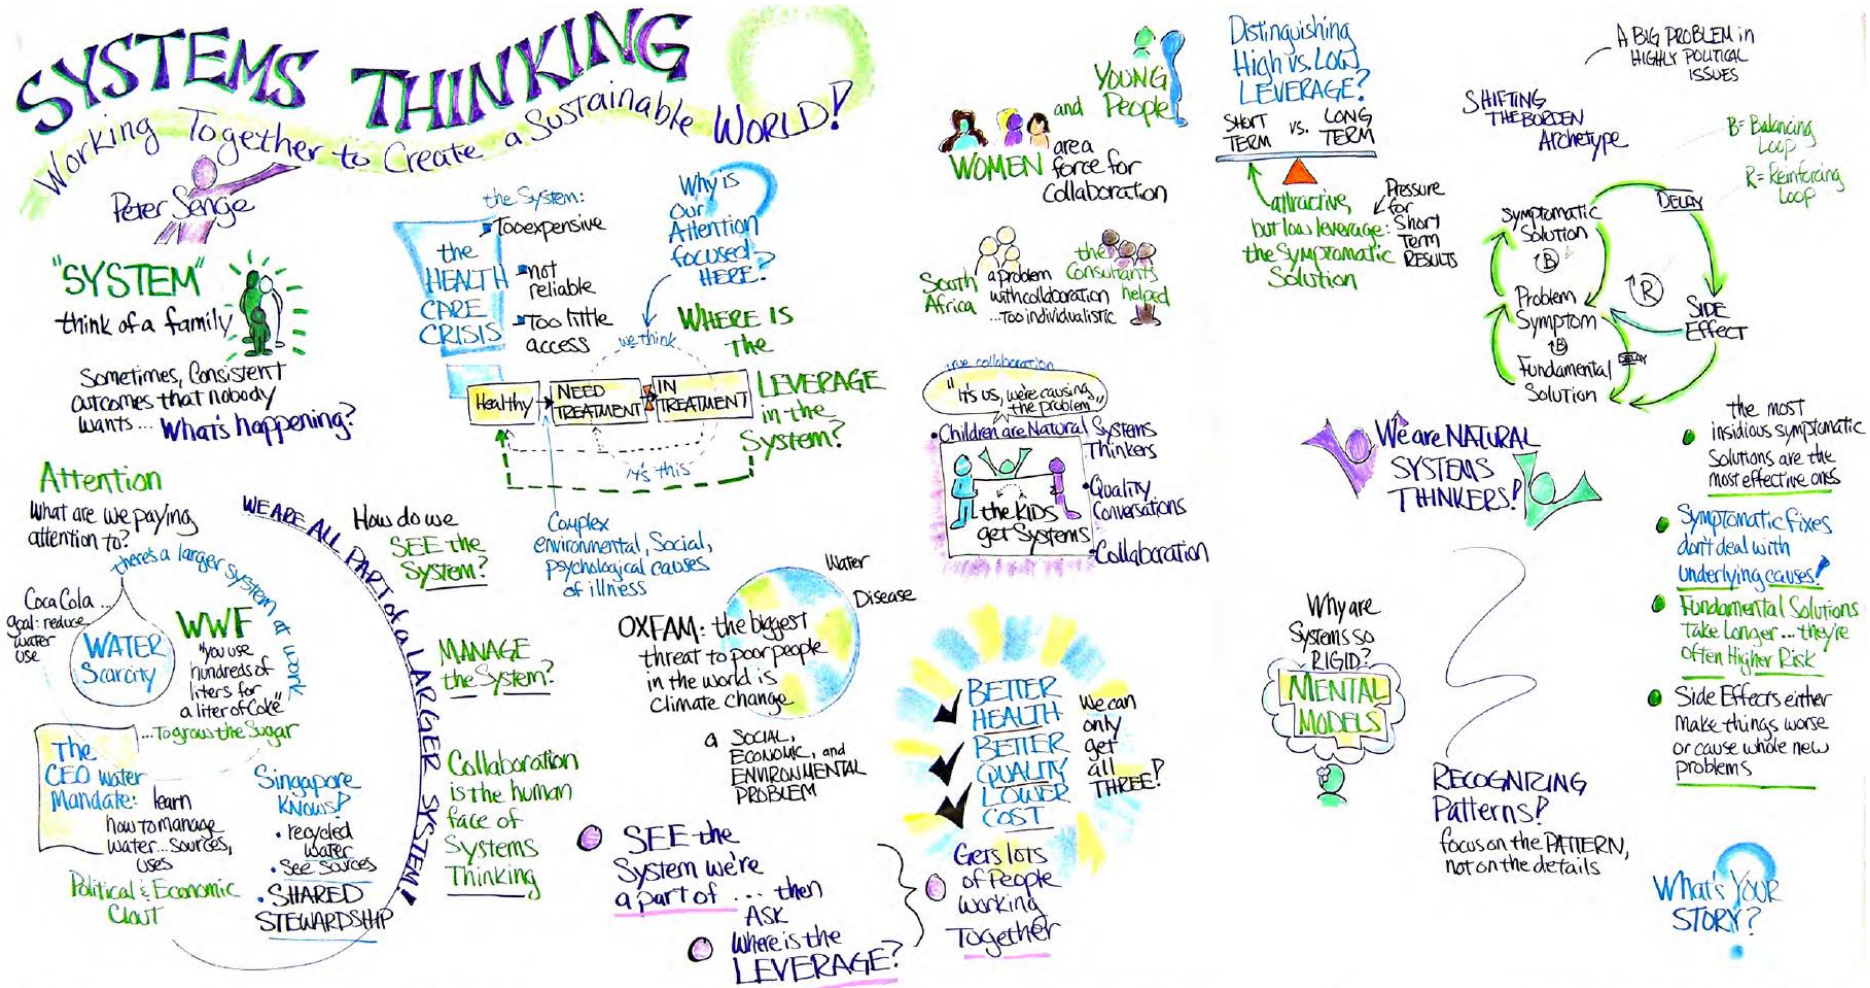 SYSTEMS THINKING
Working Together to Create a Sustainable WORLD!
Peter Senge
"SYSTEM"
think of a family
Sometimes, Consistent
outcomes that nobody
wants ... What's happening?
Attention
What are we paying
attention to?
there's a larger system at work
Coca Cola ...
goal: reduce
water
use
WATER
Scarcity
WWF
"you use
hundreds of
liters for
a liter of Coke"
...To grow the Sugar
The
CEO water
Mandate: learn
how to manage
water... sources,
uses
Political & Economic
Clout
Singapore
KNOWS!
• recycled
water
• See Sources
• SHARED
STEWARDSHIP
WE ARE ALL PART of a LARGER SYSTEM!
the System:
the
HEALTH
CARE
CRISIS
Too expensive
not
reliable
Too little
access
Why is
Our
Attention
focused
HERE?
we think
WHERE IS
The
LEVERAGE
in the
System?
Healthy
NEED
TREATMENT
IN
TREATMENT
it's this
Complex
environmental, Social,
psychological causes
of illness
How do we
SEE the
System?
MANAGE
the System?
Collaboration
is the human
face of
Systems
Thinking
Water
Disease
OXFAM: the biggest
threat to poor people
in the world is
climate change
a SOCIAL,
ECONOMIC, and
ENVIRONMENTAL
PROBLEM
SEE the
System we're
a part of .... then
ASK
Where is the
LEVERAGE?
YOUNG
and People
WOMEN are a
force for
Collaboration
South
Africa
a problem
with collaboration
...Too individualistic
the
Consultants
helped
true collaboration
"it's us, we're causing
the problem"
• Children are Natural Systems
Thinkers
• Quality
Conversations
• Collaboration
the KIDS
get Systems
BETTER
HEALTH
BETTER
QUALITY
LOWER
COST
We can
only
get
all
THREE!
Gets lots
of People
working
Together
Distinguishing
High vs. LOW
LEVERAGE?
SHORT
TERM
vs.
LONG
TERM
attractive,
but low leverage:
the Symptomatic
Solution
Pressure
for
Short
Term
RESULTS
A BIG PROBLEM in
HIGHLY POLITICAL
ISSUES
SHIFTING
THE BURDEN
Archetype
B= Balancing
Loop
R= Reinforcing
Loop
Symptomatic
Solution
B
DELAY
R
Problem
Symptom
SIDE
Effect
B
DELAY
Fundamental
Solution
We are NATURAL
SYSTEMS
THINKERS!
the most
insidious symptomatic
Solutions are the
most effective ones
Symptomatic fixes
don't deal with
underlying causes!
Fundamental Solutions
Take Longer ... they're
often Higher Risk
Side Effects either
make things worse
or cause whole new
problems
Why are
Systems so
RIGID?
MENTAL
MODELS
RECOGNIZING
Patterns!
focus on the PATTERN,
not on the details
What's YOUR
STORY?